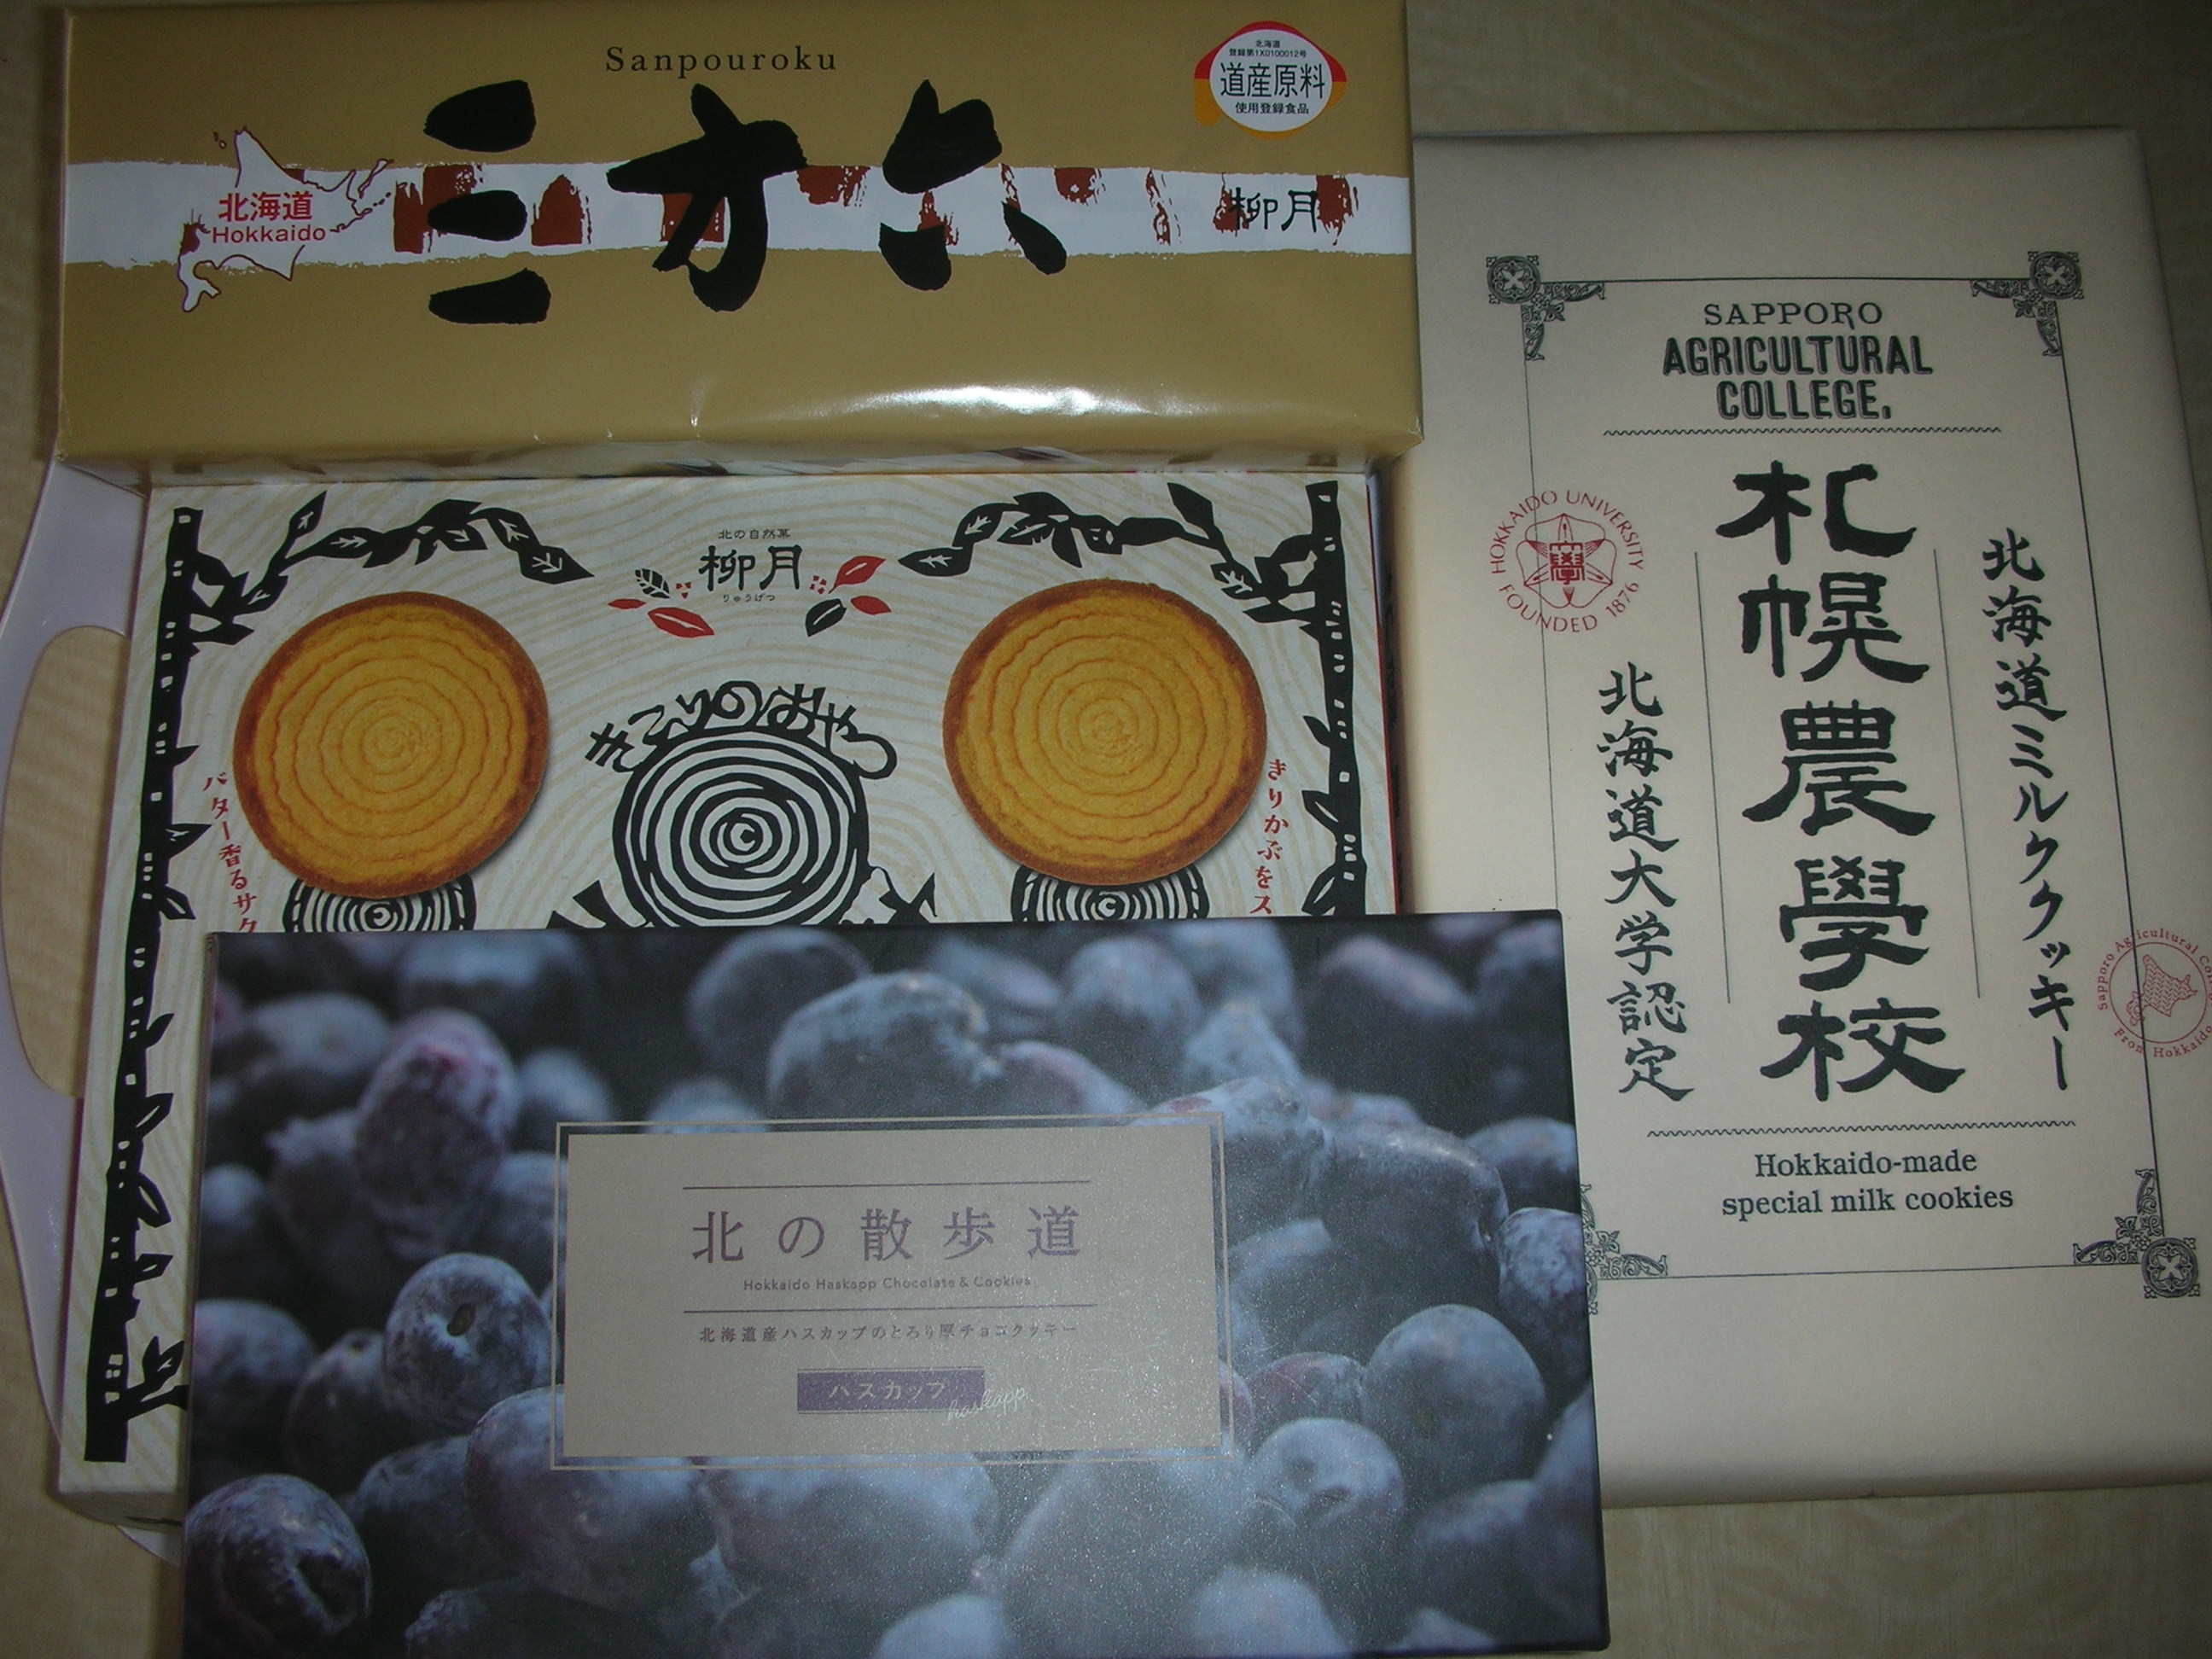 Sanpouroku
三方六
北海道
登録第1X0100012号
道産原料
使用登録食品
北海道
Hokkaido
柳月
北の自然菓
柳月
りゅうげつ
きこりのおやつ
バター香るサク
きりかぶをス
北の散歩道
Hokkaido Haskapp Chocolate & Cookies
北海道産ハスカップのとろり厚チョコクッキー
ハスカップ
haskapp
SAPPORO
AGRICULTURAL
COLLEGE.
北海道ミルククッキー
札幌農學校
北海道大学認定
HOKKAIDO UNIVERSITY
FOUNDED 1876
Sapporo Agricultural Col
From Hokkaido
Hokkaido-made
special milk cookies